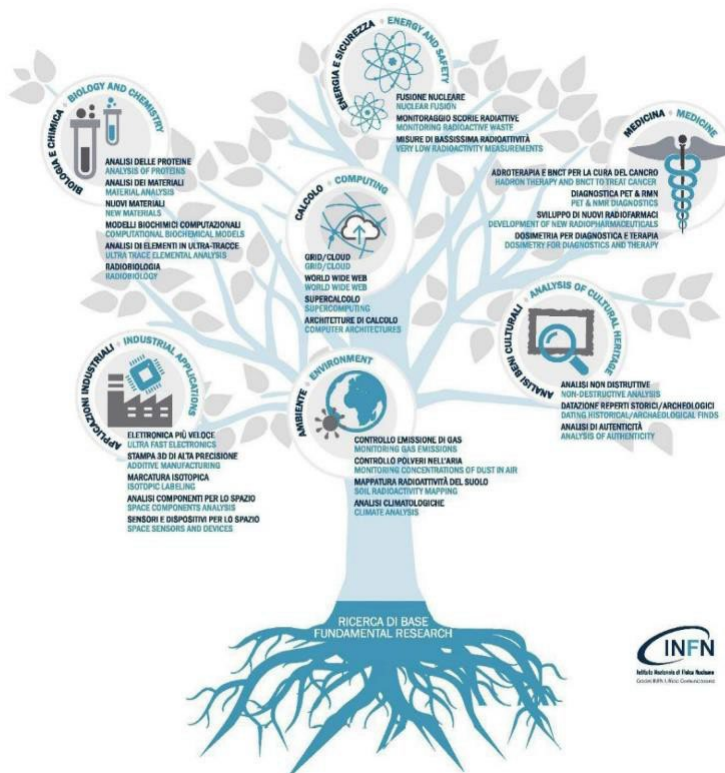 ENERGIA E SICUREZZA + ENERGY AND SAFETY
FUSIONE NUCLEARE
NUCLEAR FUSION
MONITORAGGIO SCORIE RADIATTIVE
MONITORING RADIOACTIVE WASTE
MISURE DI BASSISSIMA RADIOATTIVITÀ
VERY LOW RADIOACTIVITY MEASUREMENTS
BIOLOGIA E CHIMICA + BIOLOGY AND CHEMISTRY
ANALISI DELLE PROTEINE
ANALYSIS OF PROTEINS
ANALISI DEI MATERIALI
MATERIAL ANALYSIS
NUOVI MATERIALI
NEW MATERIALS
MODELLI BIOCHIMICI COMPUTAZIONALI
COMPUTATIONAL BIOCHEMICAL MODELS
ANALISI DI ELEMENTI IN ULTRA-TRACCE
ULTRA TRACE ELEMENTAL ANALYSIS
RADIOBIOLOGIA
RADIOBIOLOGY
MEDICINA + MEDICINE
ADROTERAPIA E BNCT PER LA CURA DEL CANCRO
HADRON THERAPY AND BNCT TO TREAT CANCER
DIAGNOSTICA PET & RMN
PET & NMR DIAGNOSTICS
SVILUPPO DI NUOVI RADIOFARMACI
DEVELOPMENT OF NEW RADIOPHARMACEUTICALS
DOSIMETRIA PER DIAGNOSTICA E TERAPIA
DOSIMETRY FOR DIAGNOSTICS AND THERAPY
CALCOLO + COMPUTING
GRID/CLOUD
GRID/CLOUD
WORLD WIDE WEB
WORLD WIDE WEB
SUPERCALCOLO
SUPERCOMPUTING
ARCHITETTURE DI CALCOLO
COMPUTER ARCHITECTURES
ANALISI BENI CULTURALI + ANALYSIS OF CULTURAL HERITAGE
ANALISI NON DISTRUTTIVE
NON-DESTRUCTIVE ANALYSIS
DATAZIONE REPERTI STORICI/ARCHEOLOGICI
DATING HISTORICAL/ARCHAEOLOGICAL FINDS
ANALISI DI AUTENTICITÀ
ANALYSIS OF AUTHENTICITY
APPLICAZIONI INDUSTRIALI + INDUSTRIAL APPLICATIONS
ELETTRONICA PIÙ VELOCE
ULTRA FAST ELECTRONICS
STAMPA 3D DI ALTA PRECISIONE
ADDITIVE MANUFACTURING
MARCATURA ISOTOPICA
ISOTOPIC LABELING
ANALISI COMPONENTI PER LO SPAZIO
SPACE COMPONENTS ANALYSIS
SENSORI E DISPOSITIVI PER LO SPAZIO
SPACE SENSORS AND DEVICES
AMBIENTE + ENVIRONMENT
CONTROLLO EMISSIONE DI GAS
MONITORING GAS EMISSIONS
CONTROLLO POLVERI NELL'ARIA
MONITORING CONCENTRATIONS OF DUST IN AIR
MAPPATURA RADIOATTIVITÀ DEL SUOLO
SOIL RADIOACTIVITY MAPPING
ANALISI CLIMATOLOGICHE
CLIMATE ANALYSIS
RICERCA DI BASE
FUNDAMENTAL RESEARCH
INFN
Istituto Nazionale di Fisica Nucleare